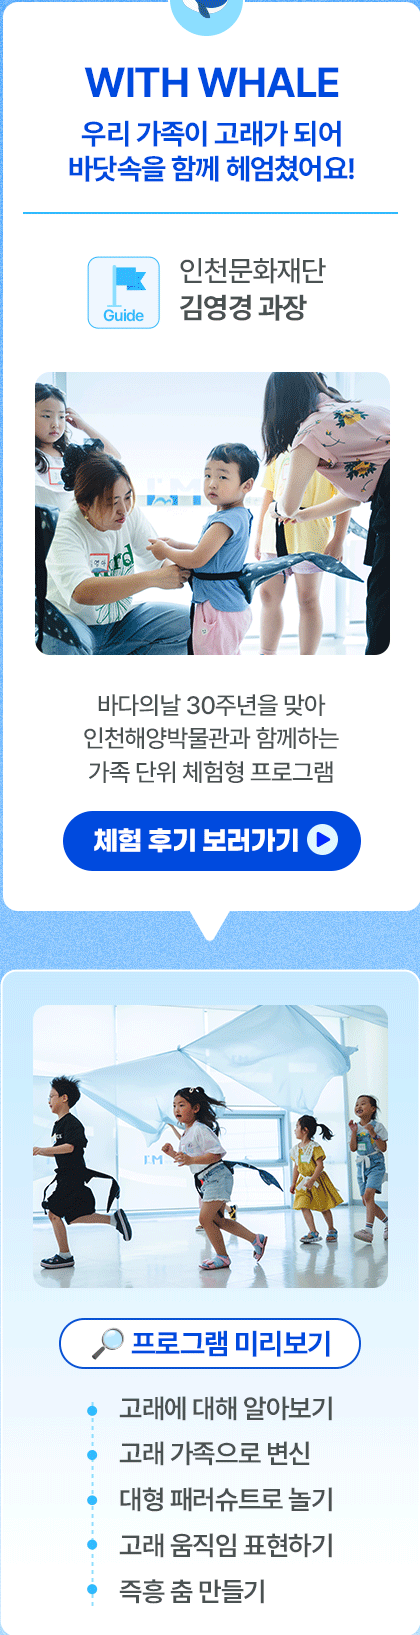 WITH WHALE
우리 가족이 고래가 되어
바닷속을 함께 헤엄쳤어요!
Guide
인천문화재단
김영경 과장
바다의날 30주년을 맞아
인천해양박물관과 함께하는
가족 단위 체험형 프로그램
체험 후기 보러가기
프로그램 미리보기
고래에 대해 알아보기
고래 가족으로 변신
대형 패러슈트로 놀기
고래 움직임 표현하기
즉흥 춤 만들기